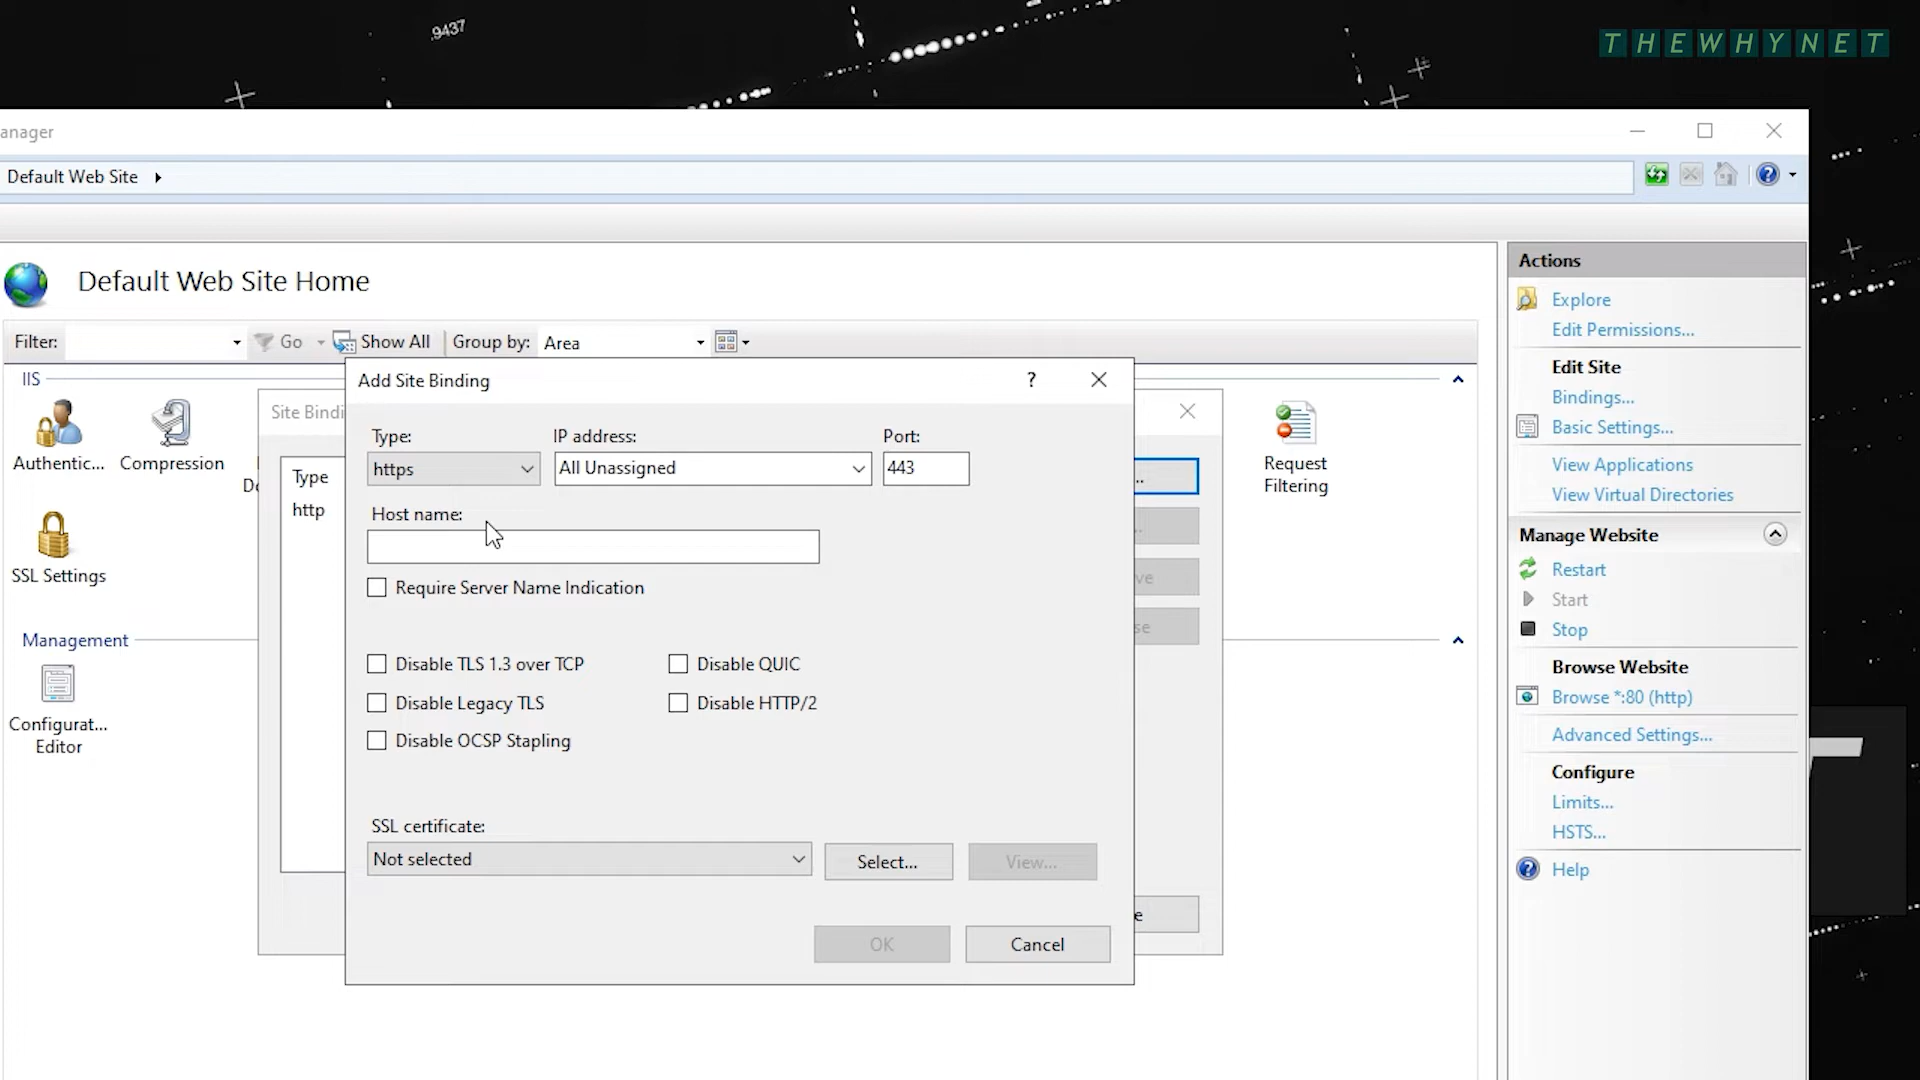 .9437
THEWHYNET
anager
Default Web Site
Default Web Site Home
Filter:
Go
Show All
Group by:
Area
IIS
Authentic...
Compression
SSL Settings
Request
Filtering
Management
Configurat...
Editor
Site Bindi
Type
http
..
ve
se
e
Add Site Binding
?
Type:
IP address:
Port:
https
All Unassigned
443
Host name:
Require Server Name Indication
Disable TLS 1.3 over TCP
Disable QUIC
Disable Legacy TLS
Disable HTTP/2
Disable OCSP Stapling
SSL certificate:
Not selected
Select...
View...
OK
Cancel
Actions
Explore
Edit Permissions...
Edit Site
Bindings...
Basic Settings...
View Applications
View Virtual Directories
Manage Website
Restart
Start
Stop
Browse Website
Browse *:80 (http)
Advanced Settings...
Configure
Limits...
HSTS...
Help